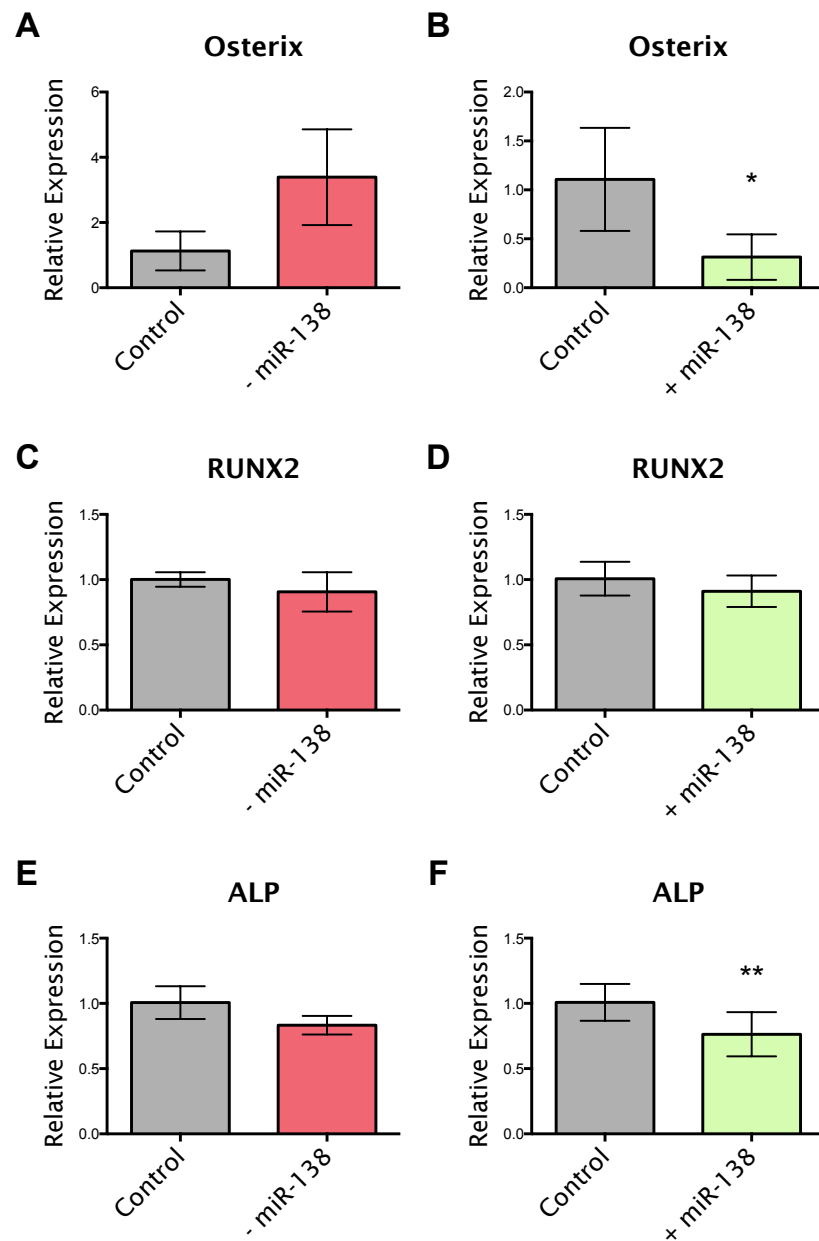 A
Osterix
Relative Expression
6
4
2
0
Control
- miR-138
B
Osterix
Relative Expression
2.0
1.5
1.0
0.5
0.0
*
Control
+ miR-138
C
RUNX2
Relative Expression
1.5
1.0
0.5
0.0
Control
- miR-138
D
RUNX2
Relative Expression
1.5
1.0
0.5
0.0
Control
+ miR-138
E
ALP
Relative Expression
1.5
1.0
0.5
0.0
Control
- miR-138
F
ALP
Relative Expression
1.5
1.0
0.5
0.0
**
Control
+ miR-138